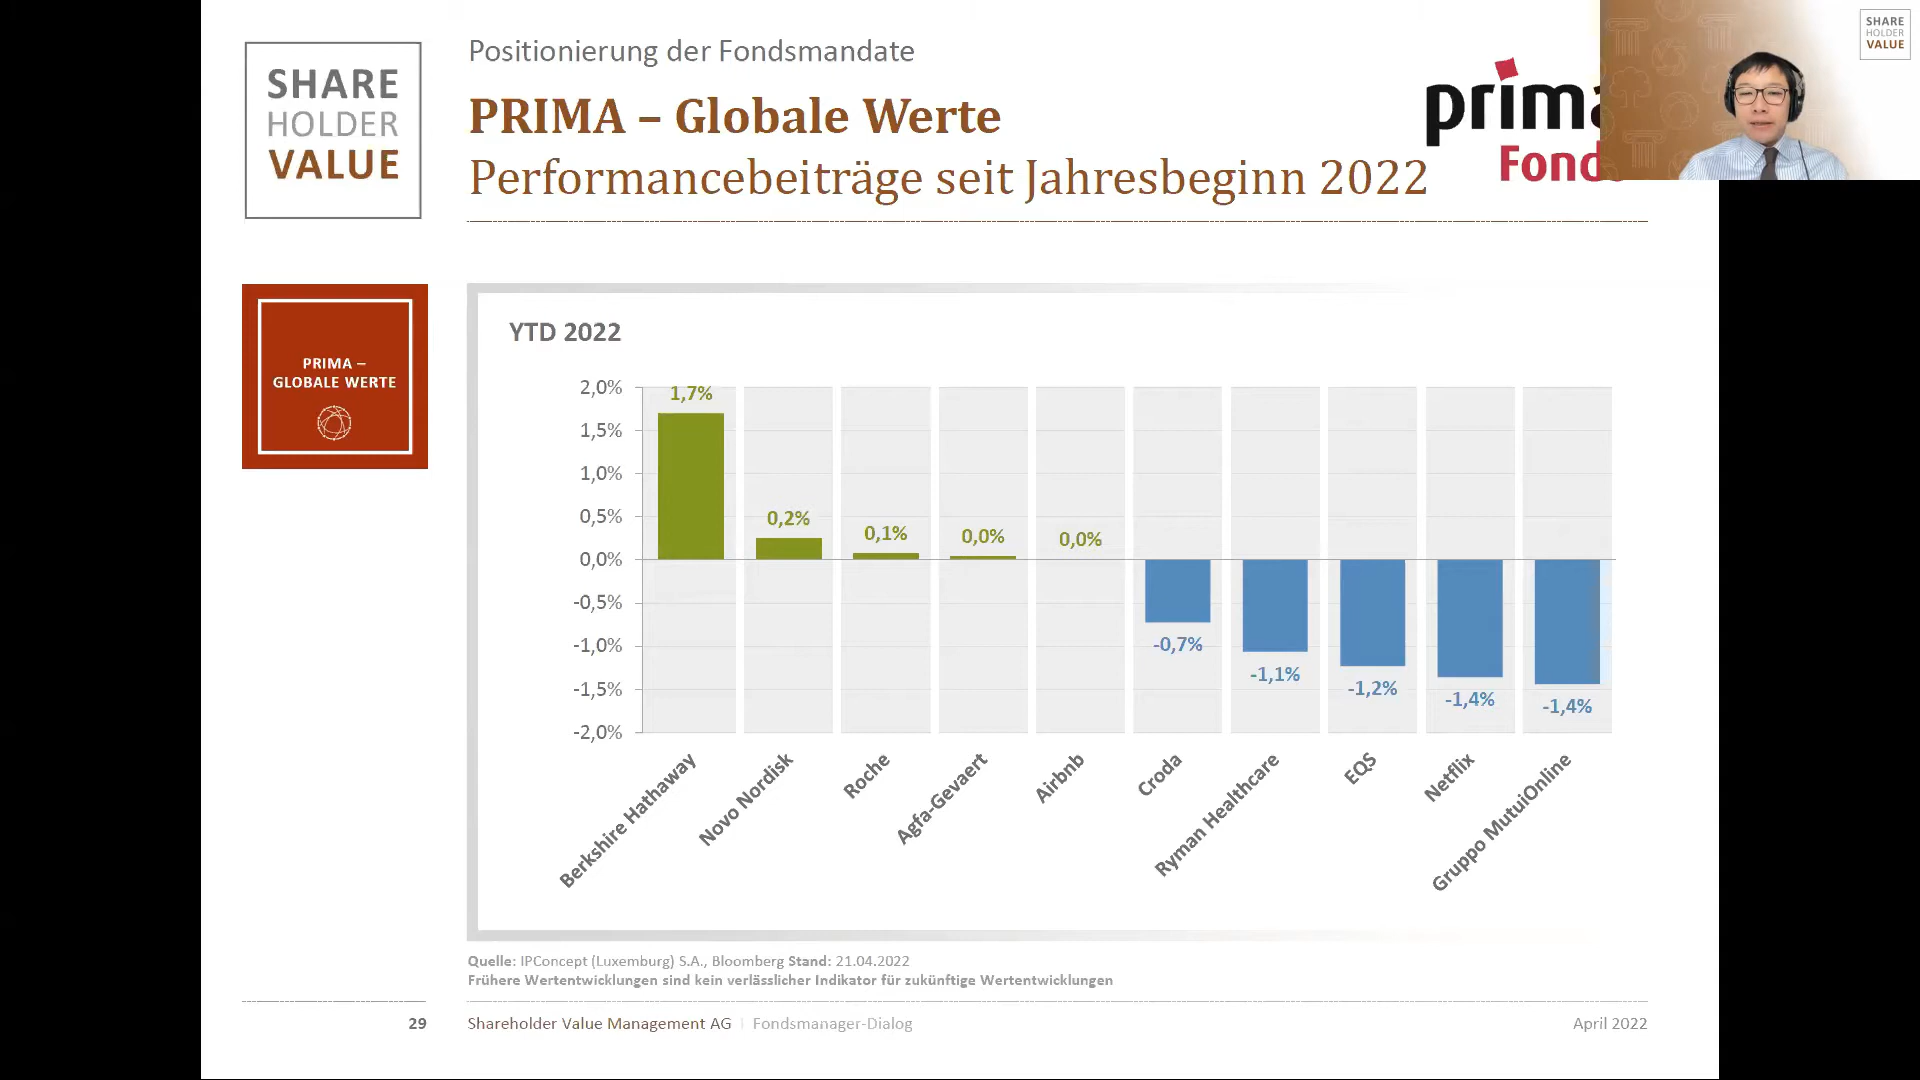 SHARE
HOLDER
VALUE
Positionierung der Fondsmandate
PRIMA – Globale Werte
Performancebeiträge seit Jahresbeginn 2022
prima
Fonds
SHARE
HOLDER
VALUE
PRIMA –
GLOBALE WERTE
YTD 2022
2,0%
1,5%
1,0%
0,5%
0,0%
-0,5%
-1,0%
-1,5%
-2,0%
1,7%
0,2%
0,1%
0,0%
0,0%
-0,7%
-1,1%
-1,2%
-1,4%
-1,4%
Berkshire Hathaway
Novo Nordisk
Roche
Agfa-Gevaert
Airbnb
Croda
Ryman Healthcare
EQS
Netflix
Gruppo MutuiOnline
Quelle: IPConcept (Luxemburg) S.A., Bloomberg Stand: 21.04.2022
Frühere Wertentwicklungen sind kein verlässlicher Indikator für zukünftige Wertentwicklungen
29
Shareholder Value Management AG | Fondsmanager-Dialog
April 2022